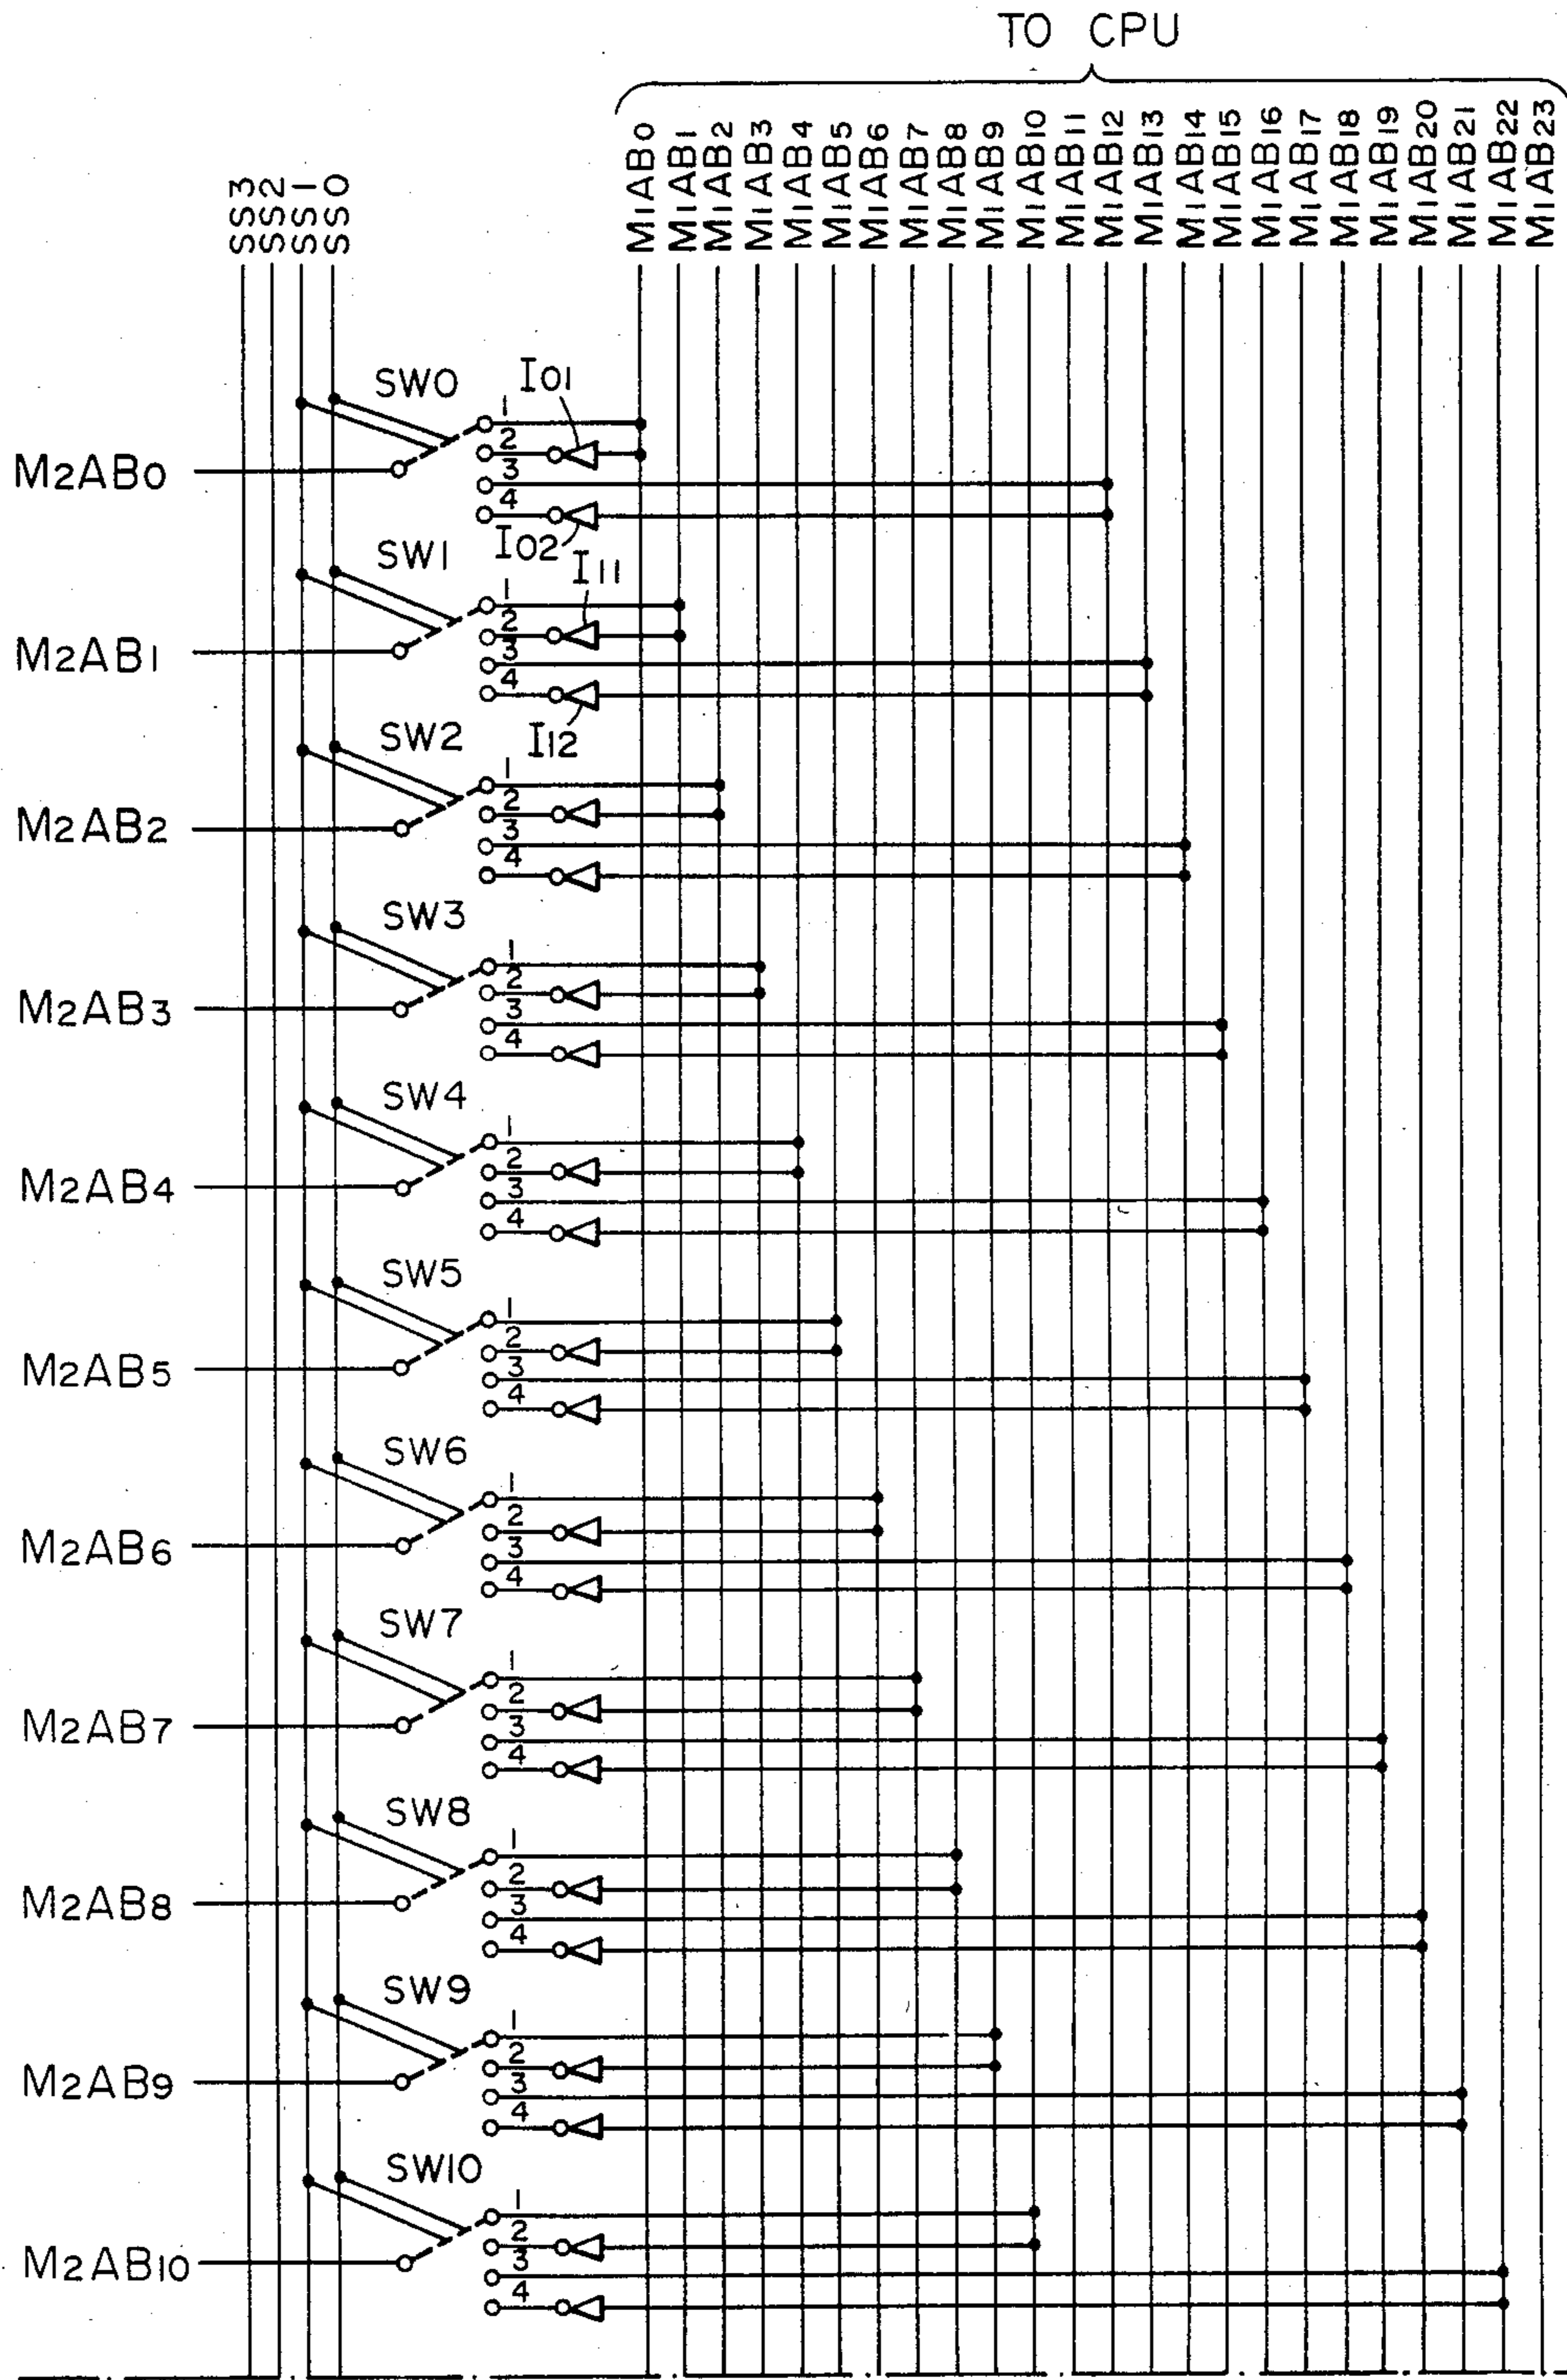 TO CPU
SS3
SS2
SS1
SS0
M1AB0
M1AB1
M1AB2
M1AB3
M1AB4
M1AB5
M1AB6
M1AB7
M1AB8
M1AB9
M1AB10
M1AB11
M1AB12
M1AB13
M1AB14
M1AB15
M1AB16
M1AB17
M1AB18
M1AB19
M1AB20
M1AB21
M1AB22
M1AB23
SW0
I01
1
2
3
4
M2AB0
I02
SW1
I11
1
2
3
4
M2AB1
I12
SW2
1
2
3
4
M2AB2
SW3
1
2
3
4
M2AB3
SW4
1
2
3
4
M2AB4
SW5
1
2
3
4
M2AB5
SW6
1
2
3
4
M2AB6
SW7
1
2
3
4
M2AB7
SW8
1
2
3
4
M2AB8
SW9
1
2
3
4
M2AB9
SW10
1
2
3
4
M2AB10